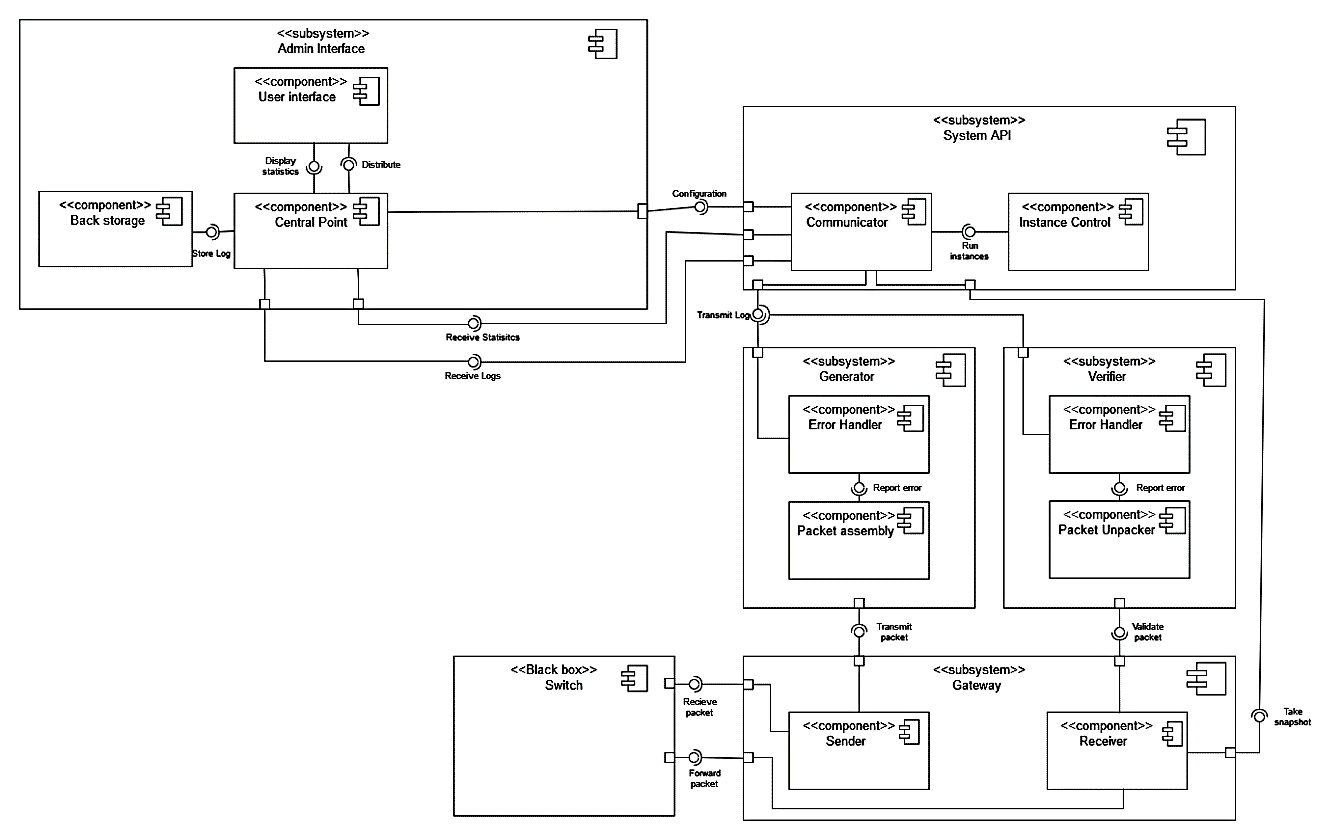 <<subsystem>>
Admin Interface
<<component>>
User interface
Display
statistics
Distribute
<<component>>
Back storage
Store Log
<<component>>
Central Point
Configuration
<<subsystem>>
System API
<<component>>
Communicator
Run
instances
<<component>>
Instance Control
Receive Statisitcs
Receive Logs
Transmit Log
<<subsystem>>
Generator
<<component>>
Error Handler
Report error
<<component>>
Packet assembly
<<subsystem>>
Verifier
<<component>>
Error Handler
Report error
<<component>>
Packet Unpacker
Transmit
packet
Validate
packet
<<Black box>>
Switch
Recieve
packet
Forward
packet
<<subsystem>>
Gateway
<<component>>
Sender
<<component>>
Receiver
Take
snapshot